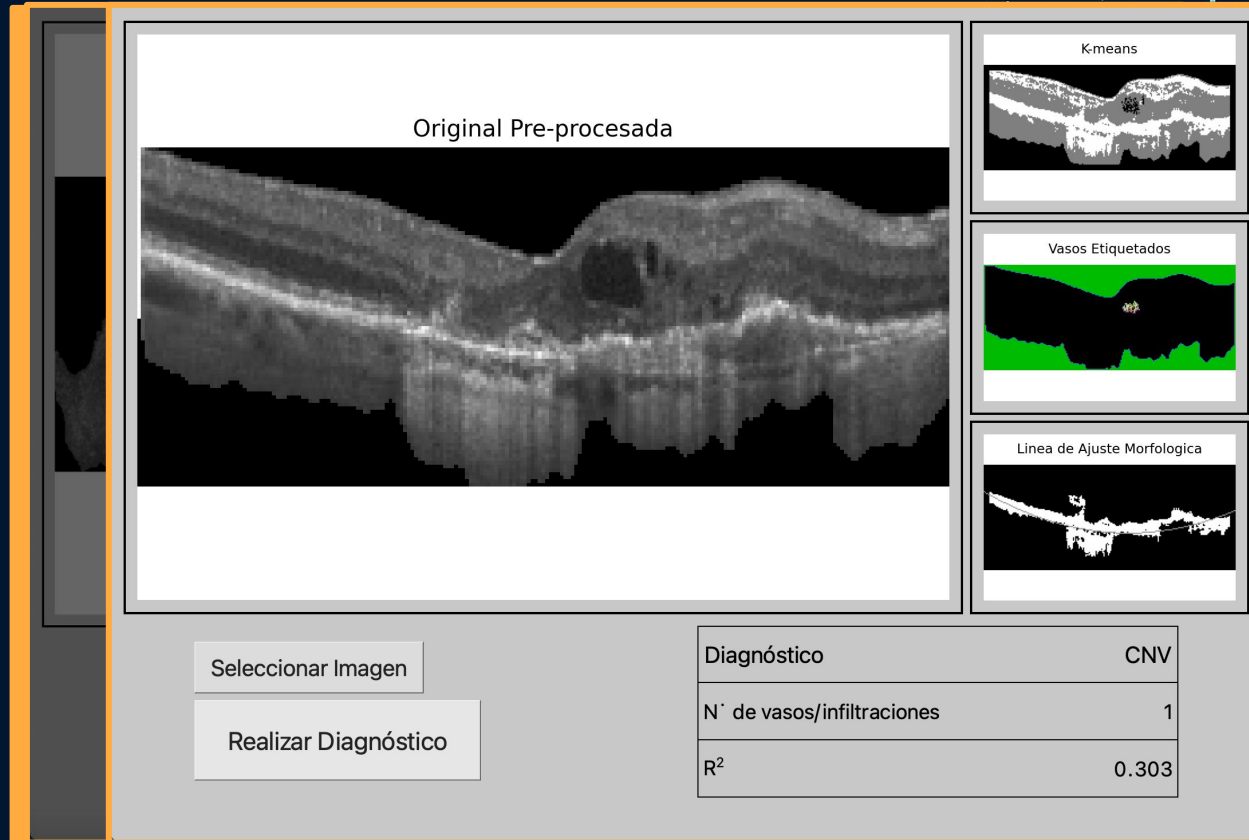 Original Pre-procesada
K-means
Vasos Etiquetados
Linea de Ajuste Morfologica
Seleccionar Imagen
Realizar Diagnóstico
Diagnóstico CNV
N˙ de vasos/infiltraciones 1
R² 0.303